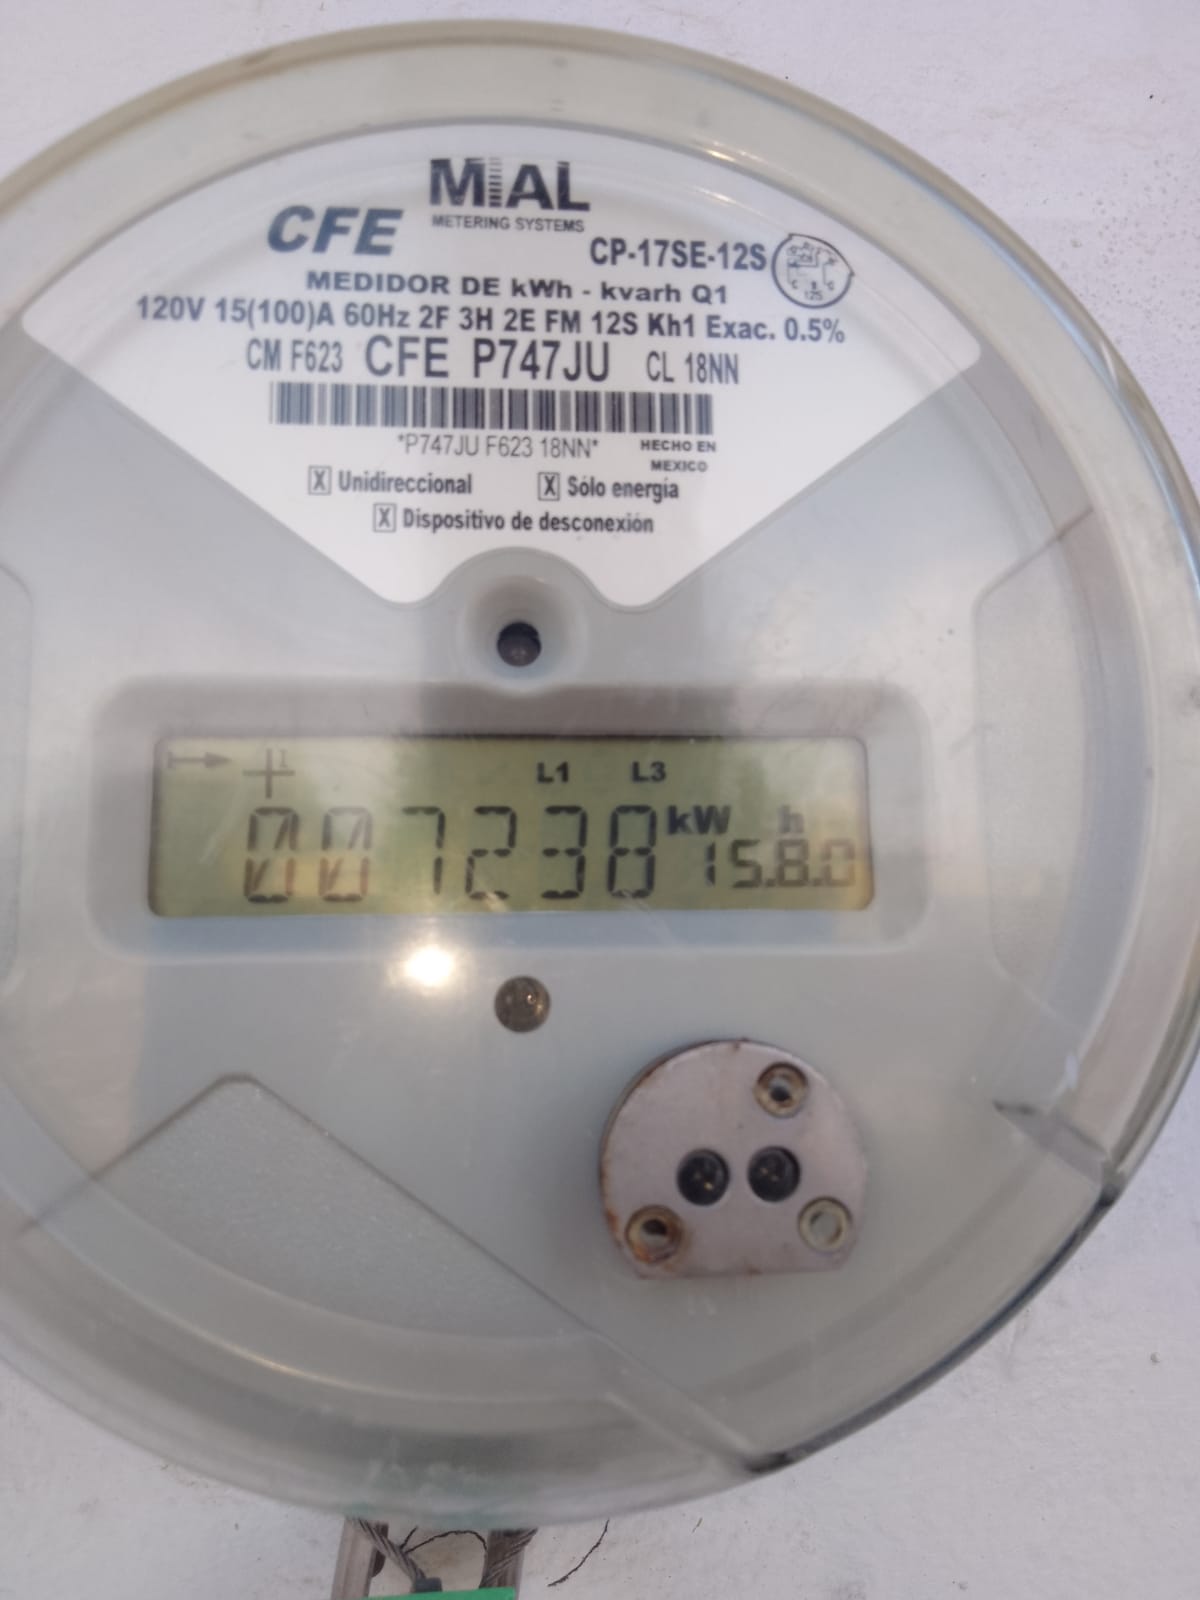 MIAL
METERING SYSTEMS
CFE
CP-17SE-12S
12S
MEDIDOR DE kWh - kvarh Q1
120V 15(100)A 60Hz 2F 3H 2E FM 12S Kh1 Exac. 0.5%
CM F623 CFE P747JU CL 18NN
*P747JU F623 18NN*
HECHO EN
MEXICO
X Unidireccional X Sólo energía
X Dispositivo de desconexión
I L1 L3
007238 kW h 15.8.0